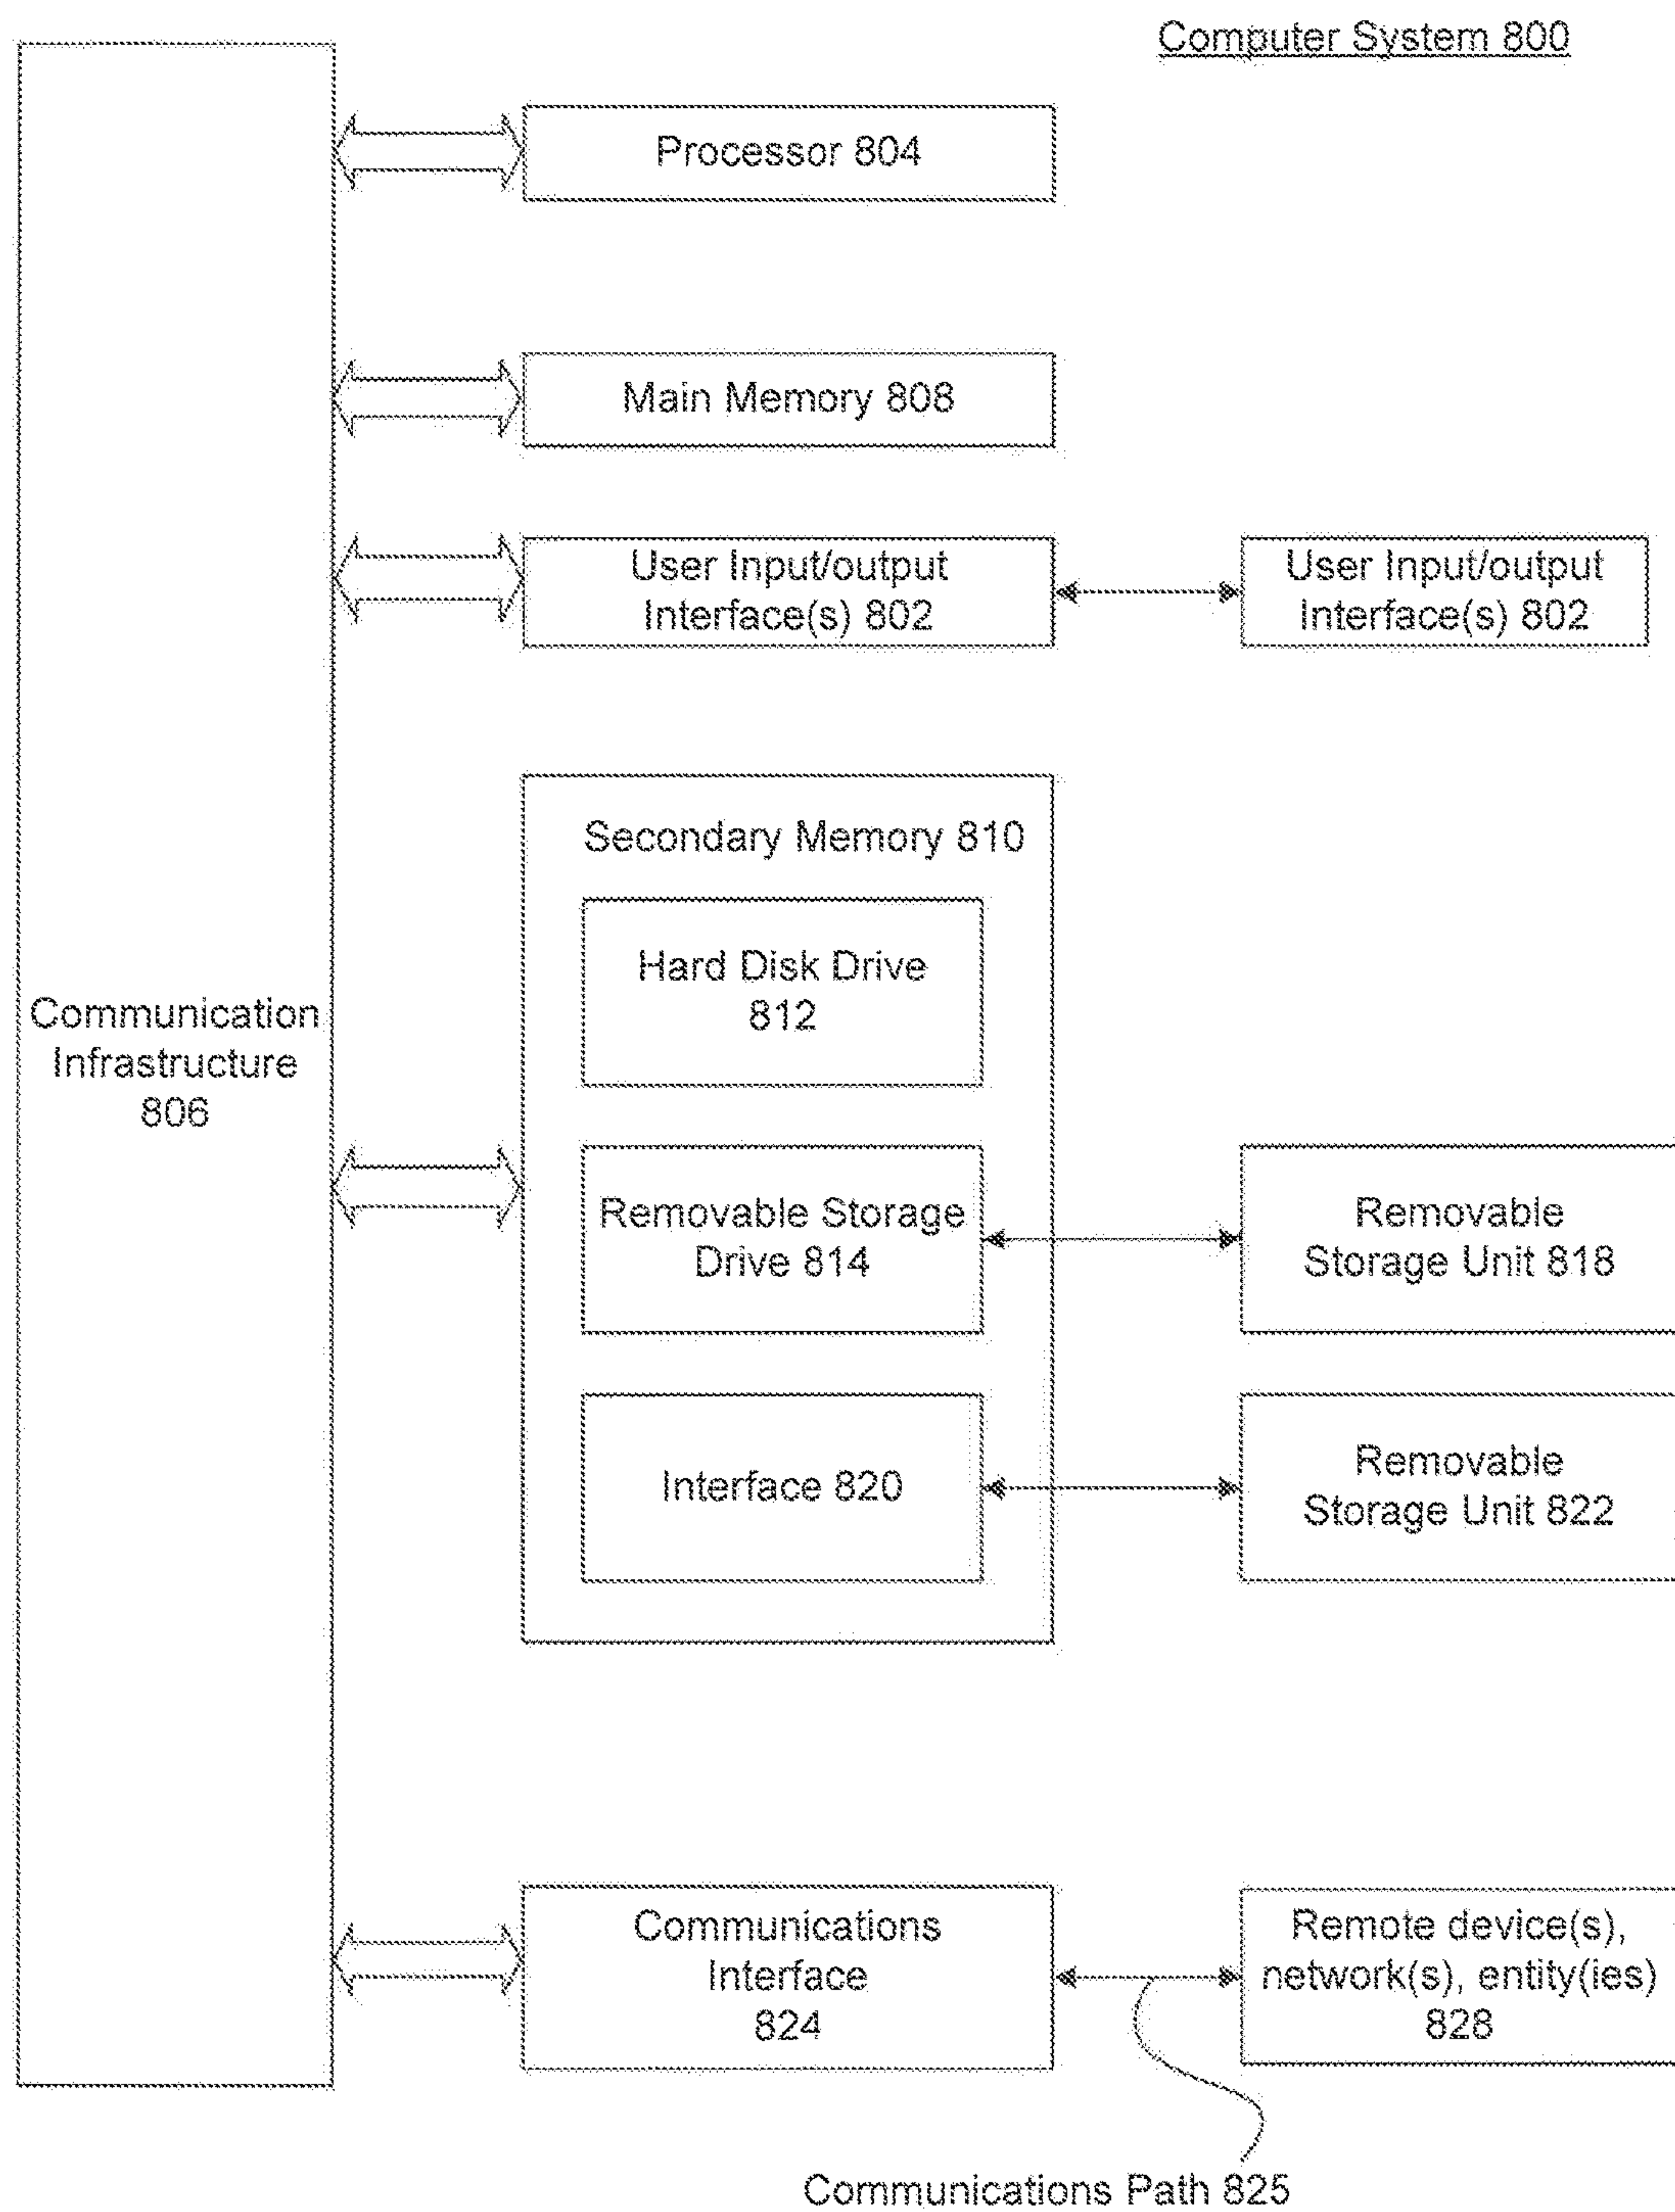 Computer System 800
Processor 804
Main Memory 808
User Input/output
Interface(s) 802
User Input/output
Interface(s) 802
Secondary Memory 810
Hard Disk Drive
812
Communication
Infrastructure
806
Removable Storage
Drive 814
Removable
Storage Unit 818
Interface 820
Removable
Storage Unit 822
Communications
Interface
824
Remote device(s),
network(s), entity(ies)
828
Communications Path 825